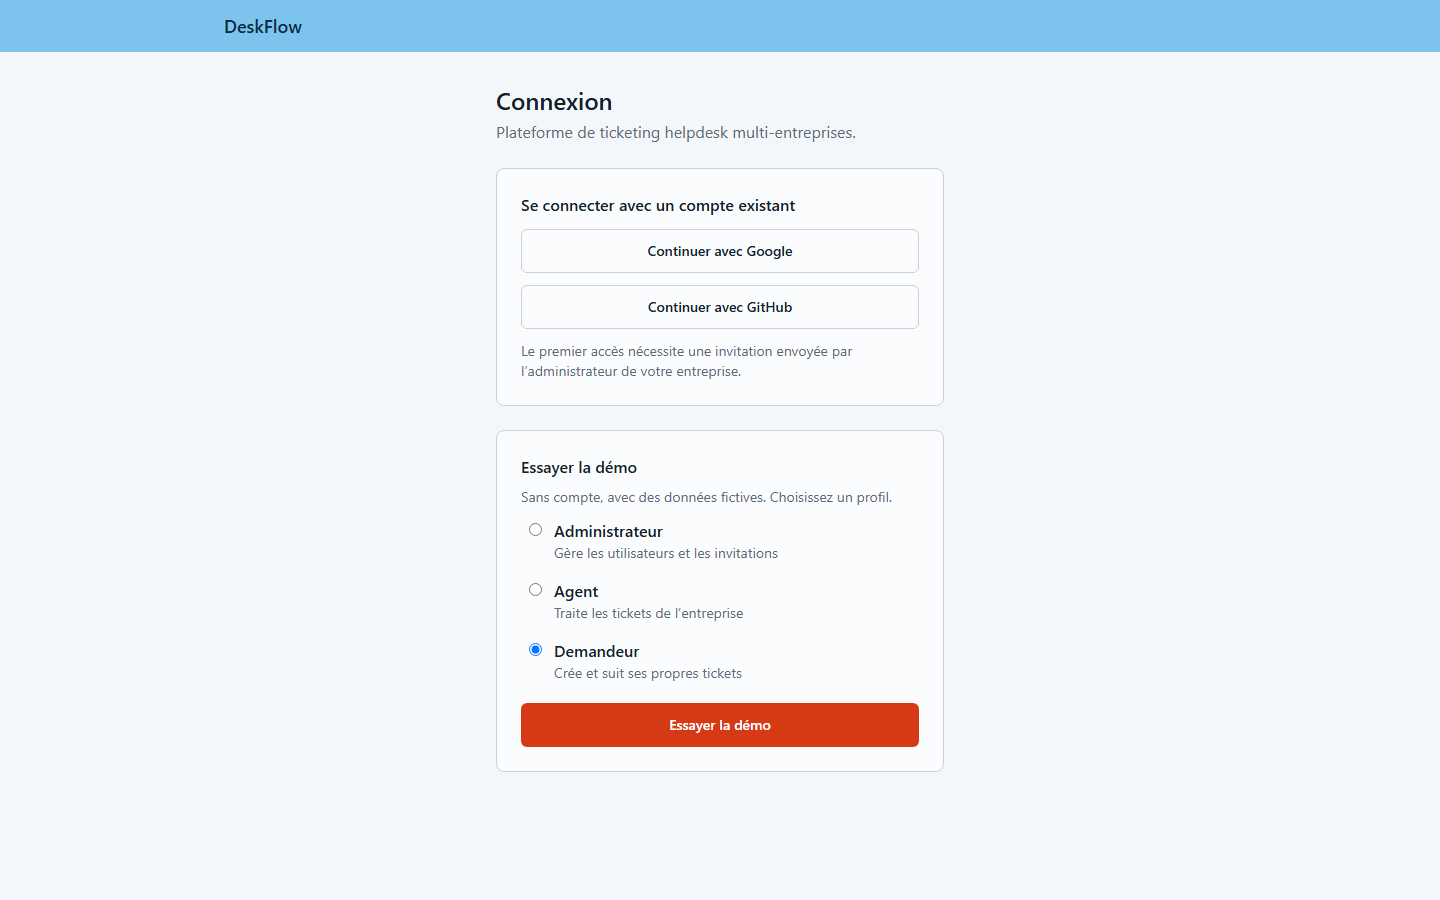 DeskFlow
Connexion
Plateforme de ticketing helpdesk multi-entreprises.
Se connecter avec un compte existant
Continuer avec Google
Continuer avec GitHub
Le premier accès nécessite une invitation envoyée par
l’administrateur de votre entreprise.
Essayer la démo
Sans compte, avec des données fictives. Choisissez un profil.
Administrateur
Gère les utilisateurs et les invitations
Agent
Traite les tickets de l’entreprise
Demandeur
Crée et suit ses propres tickets
Essayer la démo